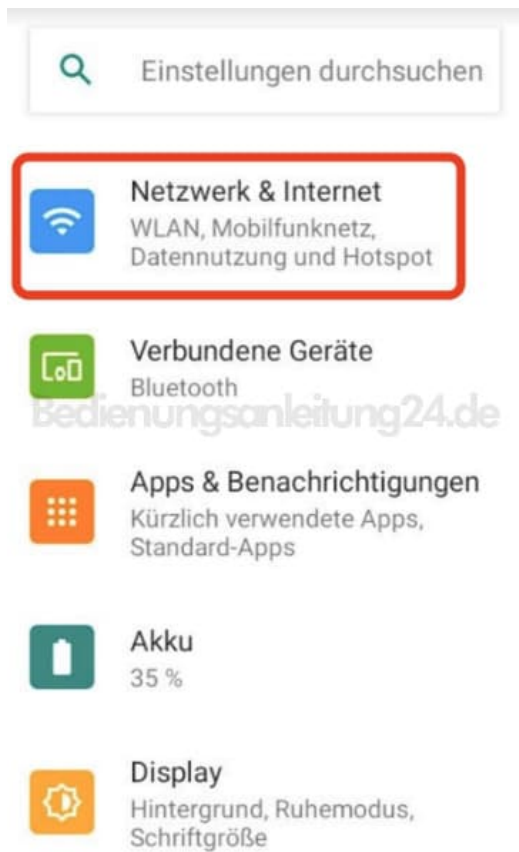 Einstellungen durchsuchen
Netzwerk & Internet
WLAN, Mobilfunknetz,
Datennutzung und Hotspot
Verbundene Geräte
Bluetooth
Bedienungsanleitung24.de
Apps & Benachrichtigungen
Kürzlich verwendete Apps,
Standard-Apps
Akku
35 %
Display
Hintergrund, Ruhemodus,
Schriftgröße